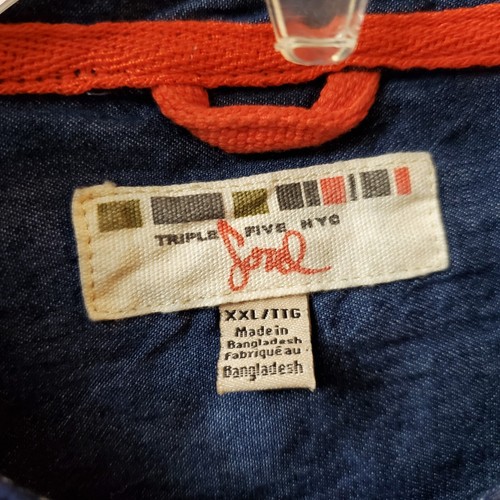 TRIPLE FIVE NYC
Soul
XXL/TTG
Made in
Bangladesh
Fabriqué au
Bangladesh